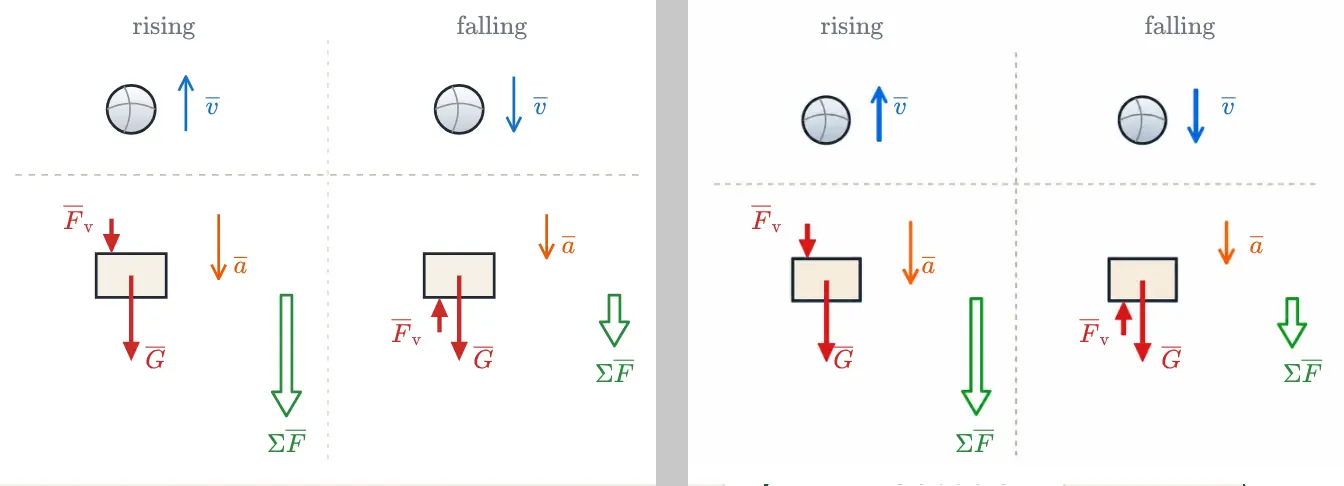 rising falling rising falling
v̅ v̅ v̅ v̅
F̅ᵥ F̅ᵥ
a̅ a̅ a̅ a̅
F̅ᵥ F̅ᵥ
G̅ G̅ G̅ G̅
ΣF̅ ΣF̅
ΣF̅ ΣF̅